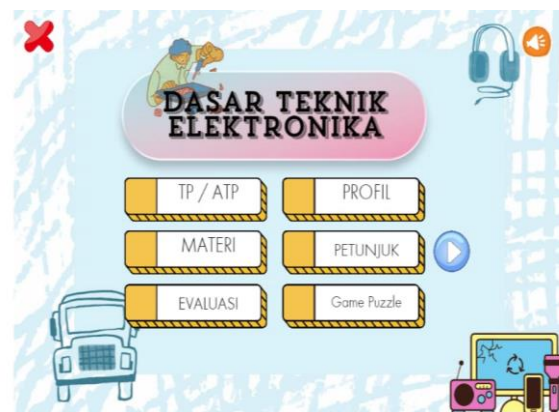 DASAR TEKNIK
ELEKTRONIKA
TP / ATP
PROFIL
MATERI
PETUNJUK
EVALUASI
Game Puzzle